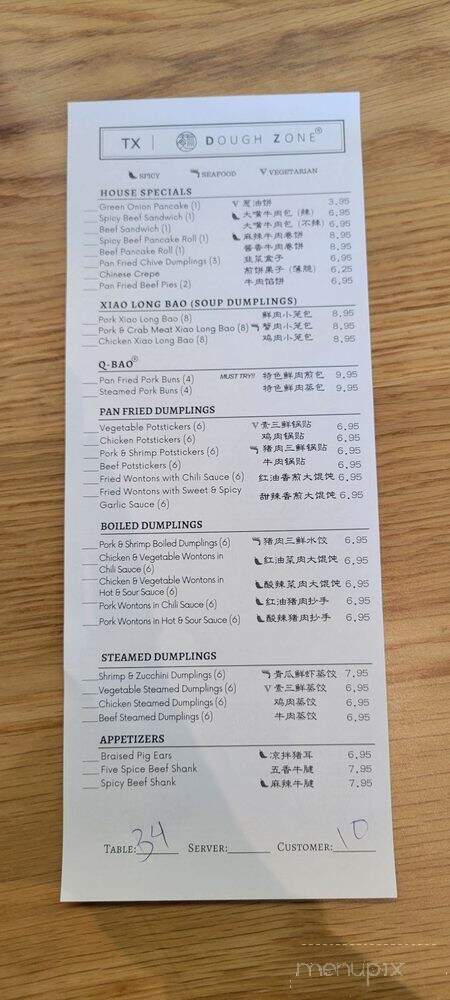 TX | 福 DOUGH ZONE®
SPICY SEAFOOD V VEGETARIAN
HOUSE SPECIALS
Green Onion Pancake (1) V 葱油饼 3.95
Spicy Beef Sandwich (1) 大嘴牛肉包 (辣) 6.95
Beef Sandwich (1) 大嘴牛肉包 (不辣) 6.95
Spicy Beef Pancake Roll (1) 麻辣牛肉卷饼 8.95
Beef Pancake Roll (1) 酱香牛肉卷饼 8.95
Pan Fried Chive Dumplings (3) 韭菜盒子 6.95
Chinese Crepe 煎饼果子 (薄脆) 6.25
Pan Fried Beef Pies (2) 牛肉馅饼 6.95
XIAO LONG BAO (SOUP DUMPLINGS)
Pork Xiao Long Bao (8) 鲜肉小笼包 8.95
Pork & Crab Meat Xiao Long Bao (8) 蟹肉小笼包 8.95
Chicken Xiao Long Bao (8) 鸡肉小笼包 8.95
Q-BAO®
Pan Fried Pork Buns (4) MUST TRY!! 特色鲜肉煎包 9.95
Steamed Pork Buns (4) 特色鲜肉蒸包 9.95
PAN FRIED DUMPLINGS
Vegetable Potstickers (6) V 素三鲜锅贴 6.95
Chicken Potstickers (6) 鸡肉锅贴 6.95
Pork & Shrimp Potstickers (6) 猪肉三鲜锅贴 6.95
Beef Potstickers (6) 牛肉锅贴 6.95
Fried Wontons with Chili Sauce (6) 红油香煎大馄饨 6.95
Fried Wontons with Sweet & Spicy
Garlic Sauce (6) 甜辣香煎大馄饨 6.95
BOILED DUMPLINGS
Pork & Shrimp Boiled Dumplings (6) 猪肉三鲜水饺 6.95
Chicken & Vegetable Wontons in
Chili Sauce (6) 红油菜肉大馄饨 6.95
Chicken & Vegetable Wontons in
Hot & Sour Sauce (6) 酸辣菜肉大馄饨 6.95
Pork Wontons in Chili Sauce (6) 红油猪肉抄手 6.95
Pork Wontons in Hot & Sour Sauce (6) 酸辣猪肉抄手 6.95
STEAMED DUMPLINGS
Shrimp & Zucchini Dumplings (6) 青瓜鲜虾蒸饺 7.95
Vegetable Steamed Dumplings (6) V 素三鲜蒸饺 6.95
Chicken Steamed Dumplings (6) 鸡肉蒸饺 6.95
Beef Steamed Dumplings (6) 牛肉蒸饺 6.95
APPETIZERS
Braised Pig Ears 凉拌猪耳 6.95
Five Spice Beef Shank 五香牛腱 7.95
Spicy Beef Shank 麻辣牛腱 7.95
TABLE: 34 SERVER: CUSTOMER: 10
menupix